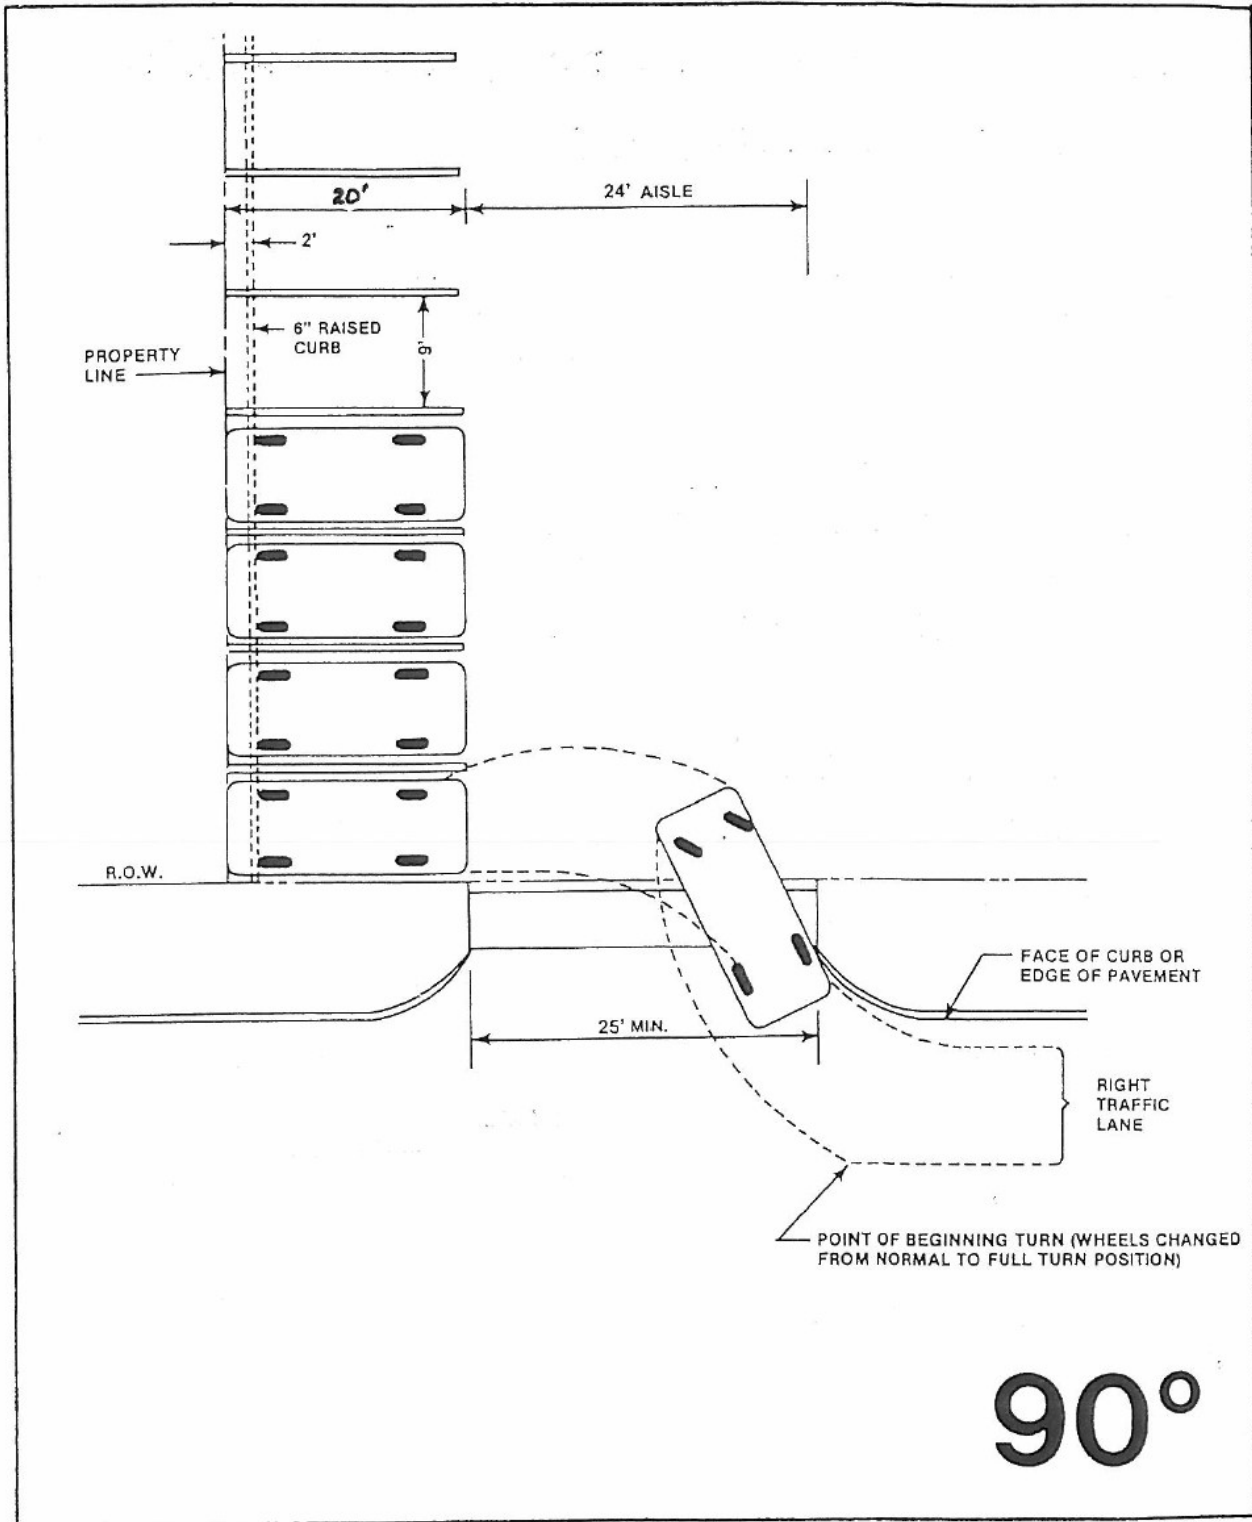 20'
24' AISLE
2'
6" RAISED
CURB
9'
PROPERTY
LINE
R.O.W.
FACE OF CURB OR
EDGE OF PAVEMENT
25' MIN.
RIGHT
TRAFFIC
LANE
POINT OF BEGINNING TURN (WHEELS CHANGED
FROM NORMAL TO FULL TURN POSITION)
90°